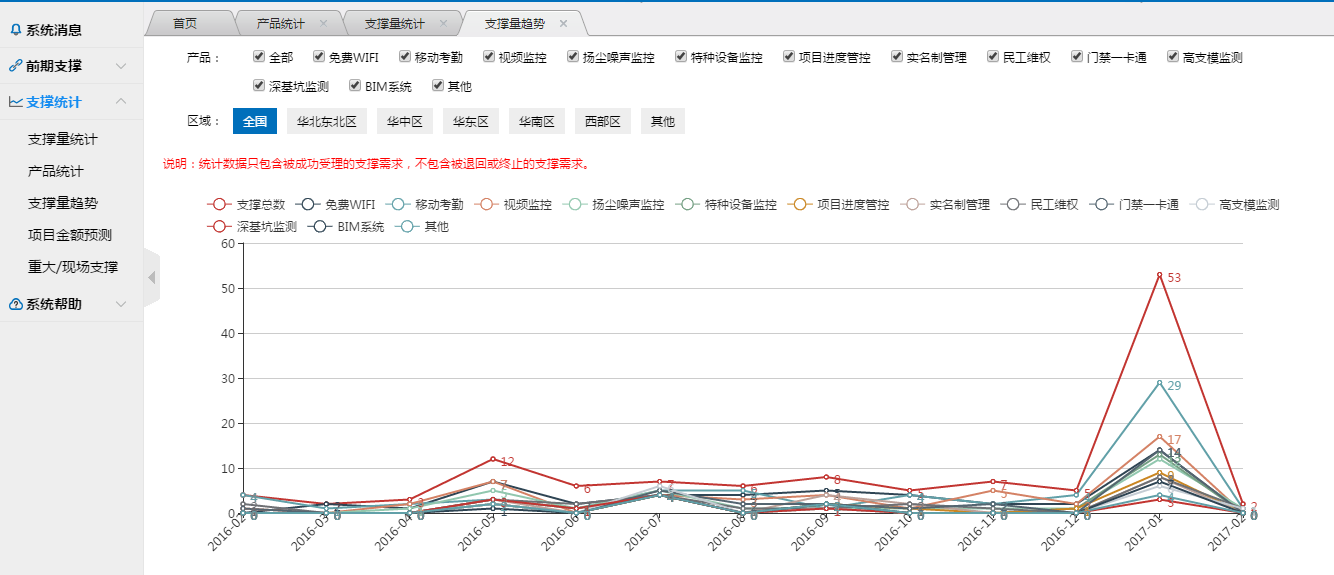 首页 产品统计 支撑量统计 支撑量趋势
系统消息
前期支撑
支撑统计
支撑量统计
产品统计
支撑量趋势
项目金额预测
重大/现场支撑
系统帮助
产品： 全部 免费WIFI 移动考勤 视频监控 扬尘噪声监控 特种设备监控 项目进度管控 实名制管理 民工维权 门禁一卡通 高支模监测
深基坑监测 BIM系统 其他
区域： 全国 华北东北区 华中区 华东区 华南区 西部区 其他
说明：统计数据只包含被成功受理的支撑需求，不包含被退回或终止的支撑需求。
支撑总数 免费WIFI 移动考勤 视频监控 扬尘噪声监控 特种设备监控 项目进度管控 实名制管理 民工维权 门禁一卡通 高支模监测
深基坑监测 BIM系统 其他
60
50
40
30
20
10
0
53
29
17
12
2016-02 2016-03 2016-04 2016-05 2016-06 2016-07 2016-08 2016-09 2016-10 2016-11 2016-12 2017-01 2017-02